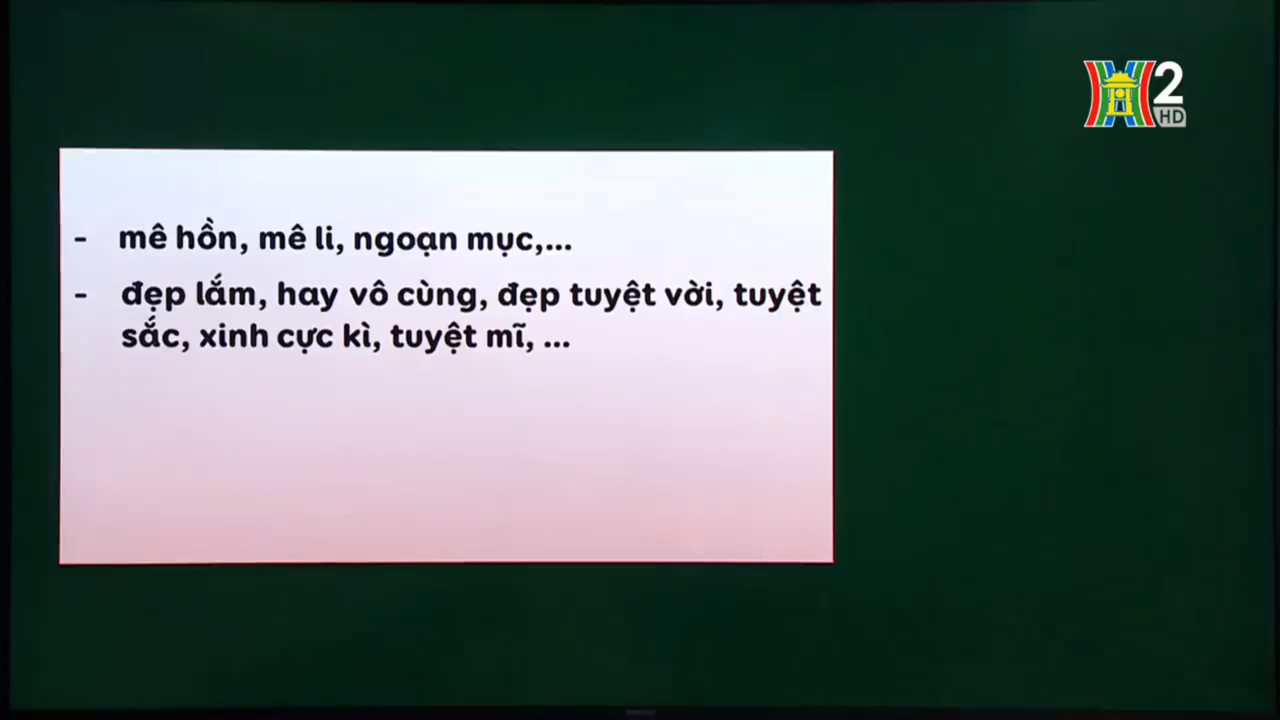 2
HD
- mê hồn, mê li, ngoạn mục,...
- đẹp lắm, hay vô cùng, đẹp tuyệt vời, tuyệt
sắc, xinh cực kì, tuyệt mĩ, ...